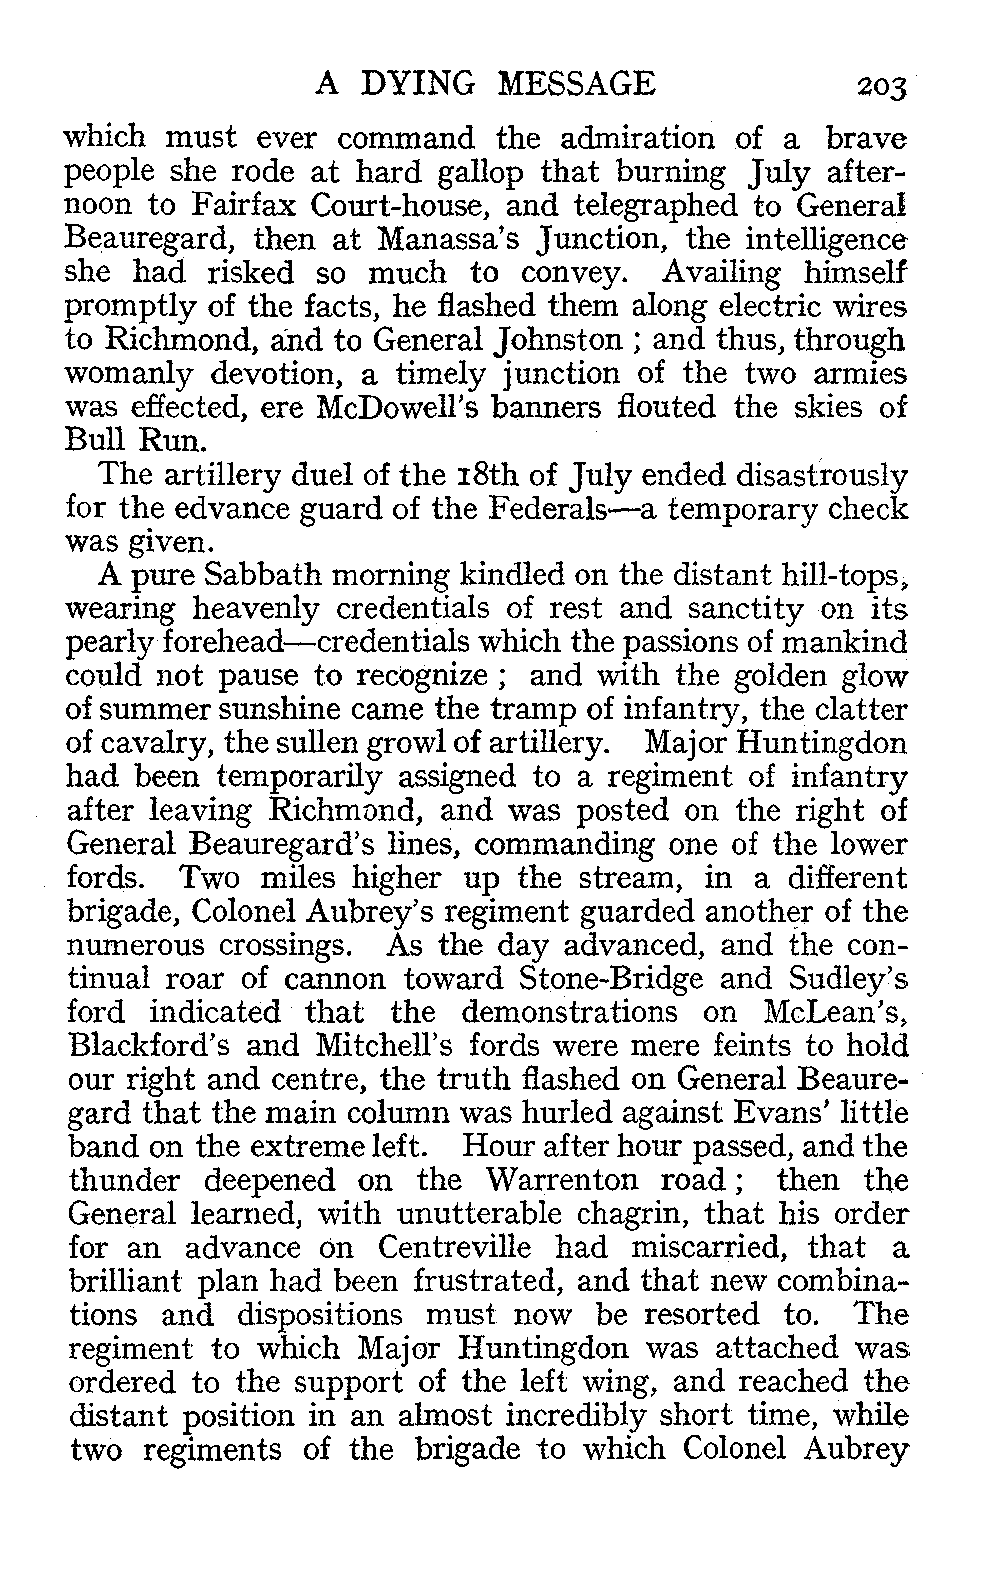 A DYING MESSAGE 203
which must ever command the admiration of a brave
people she rode at hard gallop that burning July after-
noon to Fairfax Court-house, and telegraphed to General
Beauregard, then at Manassa's Junction, the intelligence
she had risked so much to convey. Availing himself
promptly of the facts, he flashed them along electric wires
to Richmond, and to General Johnston ; and thus, through
womanly devotion, a timely junction of the two armies
was effected, ere McDowell's banners flouted the skies of
Bull Run.
The artillery duel of the 18th of July ended disastrously
for the edvance guard of the Federals—a temporary check
was given.
A pure Sabbath morning kindled on the distant hill-tops,
wearing heavenly credentials of rest and sanctity on its
pearly forehead—credentials which the passions of mankind
could not pause to recognize ; and with the golden glow
of summer sunshine came the tramp of infantry, the clatter
of cavalry, the sullen growl of artillery. Major Huntingdon
had been temporarily assigned to a regiment of infantry
after leaving Richmond, and was posted on the right of
General Beauregard's lines, commanding one of the lower
fords. Two miles higher up the stream, in a different
brigade, Colonel Aubrey's regiment guarded another of the
numerous crossings. As the day advanced, and the con-
tinual roar of cannon toward Stone-Bridge and Sudley's
ford indicated that the demonstrations on McLean's,
Blackford's and Mitchell's fords were mere feints to hold
our right and centre, the truth flashed on General Beaure-
gard that the main column was hurled against Evans' little
band on the extreme left. Hour after hour passed, and the
thunder deepened on the Warrenton road ; then the
General learned, with unutterable chagrin, that his order
for an advance on Centreville had miscarried, that a
brilliant plan had been frustrated, and that new combina-
tions and dispositions must now be resorted to. The
regiment to which Major Huntingdon was attached was
ordered to the support of the left wing, and reached the
distant position in an almost incredibly short time, while
two regiments of the brigade to which Colonel Aubrey